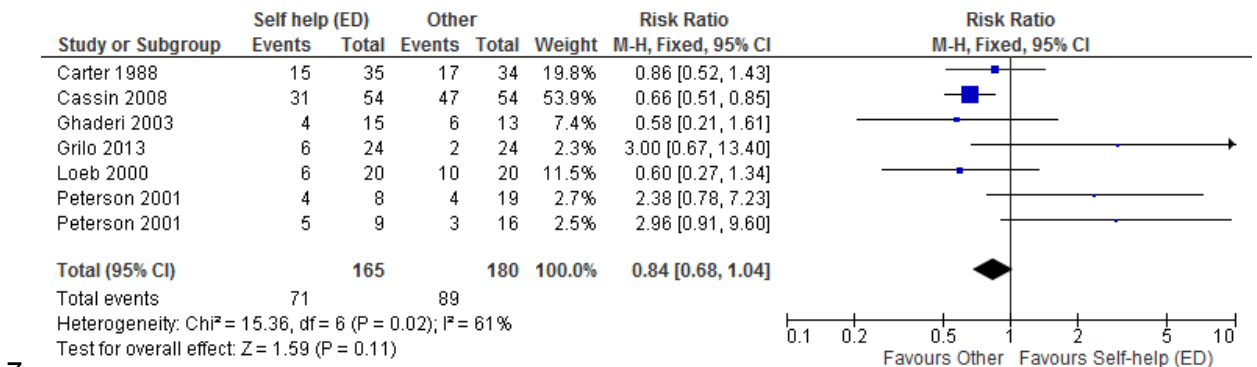 Self help (ED) Other Risk Ratio Risk Ratio
Study or Subgroup Events Total Events Total Weight M-H, Fixed, 95% CI M-H, Fixed, 95% CI
Carter 1988 15 35 17 34 19.8% 0.86 [0.52, 1.43]
Cassin 2008 31 54 47 54 53.9% 0.66 [0.51, 0.85]
Ghaderi 2003 4 15 6 13 7.4% 0.58 [0.21, 1.61]
Grilo 2013 6 24 2 24 2.3% 3.00 [0.67, 13.40]
Loeb 2000 6 20 10 20 11.5% 0.60 [0.27, 1.34]
Peterson 2001 4 8 4 19 2.7% 2.38 [0.78, 7.23]
Peterson 2001 5 9 3 16 2.5% 2.96 [0.91, 9.60]
Total (95% CI) 165 180 100.0% 0.84 [0.68, 1.04]
Total events 71 89
Heterogeneity: Chi² = 15.36, df = 6 (P = 0.02); I² = 61%
Test for overall effect: Z = 1.59 (P = 0.11)
0.1 0.2 0.5 1 2 5 10
Favours Other Favours Self-help (ED)